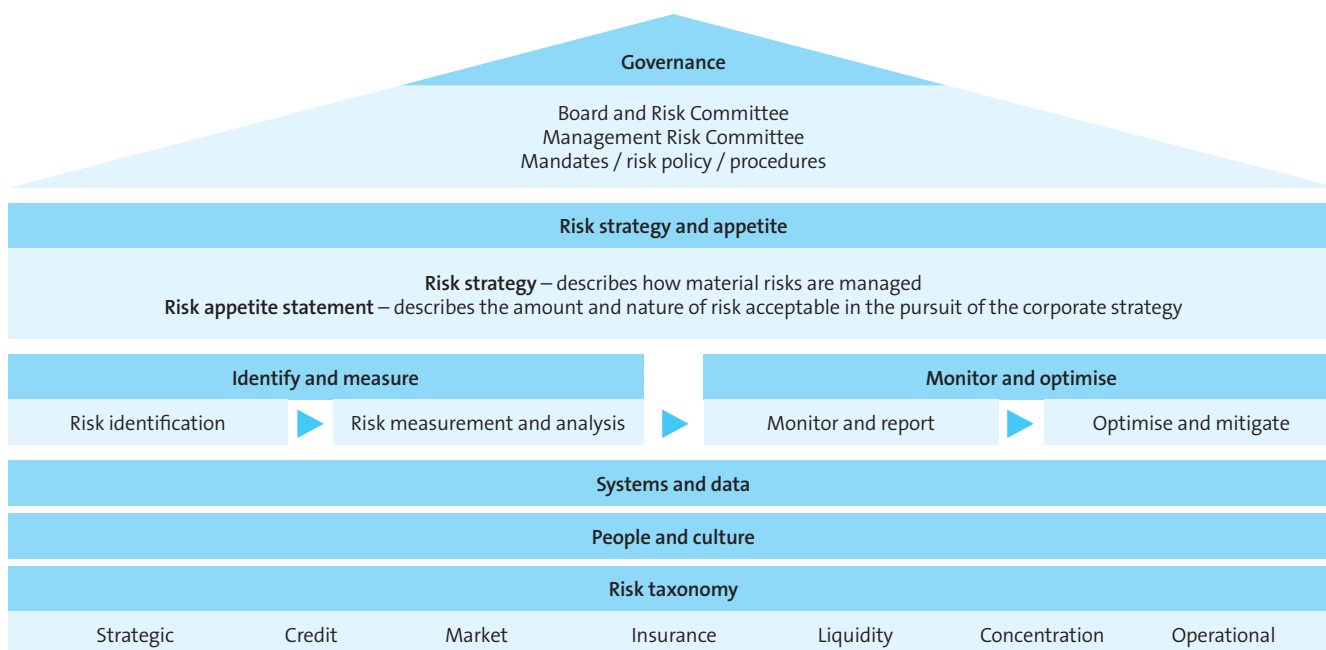 Governance
Board and Risk Committee
Management Risk Committee
Mandates / risk policy / procedures
Risk strategy and appetite
Risk strategy – describes how material risks are managed
Risk appetite statement – describes the amount and nature of risk acceptable in the pursuit of the corporate strategy
Identify and measure
Monitor and optimise
Risk identification
Risk measurement and analysis
Monitor and report
Optimise and mitigate
Systems and data
People and culture
Risk taxonomy
Strategic
Credit
Market
Insurance
Liquidity
Concentration
Operational